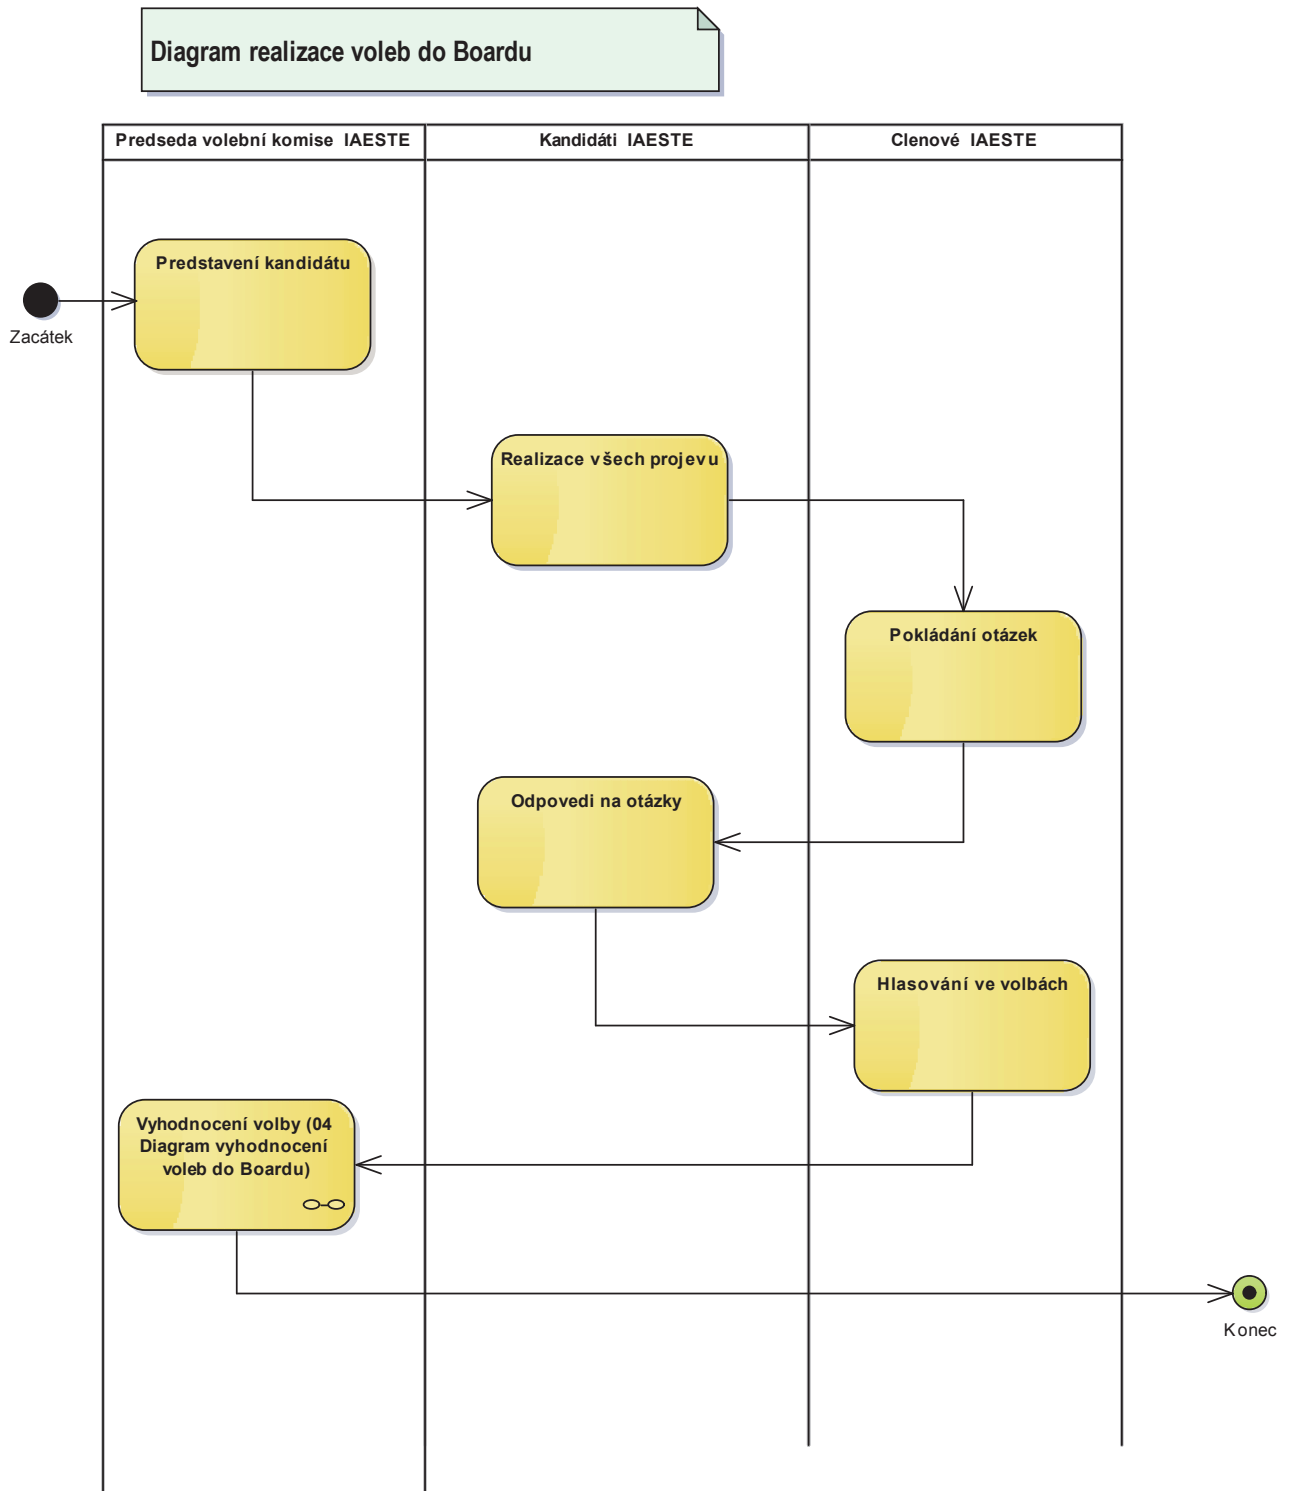 Diagram realizace voleb do Boardu
Predseda volební komise IAESTE
Kandidáti IAESTE
Clenové IAESTE
Predstavení kandidátu
Zacátek
Realizace všech projevu
Pokládání otázek
Odpovedi na otázky
Hlasování ve volbách
Vyhodnocení volby (04
Diagram vyhodnocení
voleb do Boardu)
Konec